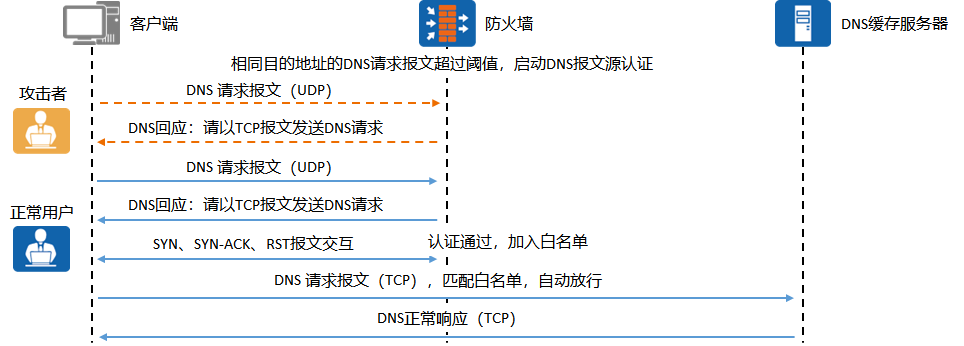 客户端
防火墙
DNS缓存服务器
相同目的地址的DNS请求报文超过阈值，启动DNS报文源认证
攻击者
DNS 请求报文（UDP）
DNS回应：请以TCP报文发送DNS请求
DNS 请求报文（UDP）
正常用户
DNS回应：请以TCP报文发送DNS请求
SYN、SYN-ACK、RST报文交互
认证通过，加入白名单
DNS 请求报文（TCP），匹配白名单，自动放行
DNS正常响应（TCP）